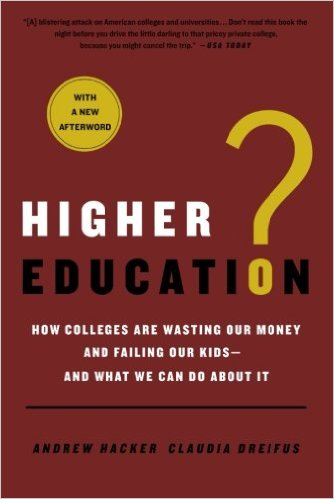 "[A] blistering attack on American colleges and universities... Don't read this book the
night before you drive the little darling to that pricey private college,
because you might cancel the trip." —USA TODAY
WITH
A NEW
AFTERWORD
HIGHER ?
EDUCATION
HOW COLLEGES ARE WASTING OUR MONEY
AND FAILING OUR KIDS—
AND WHAT WE CAN DO ABOUT IT
ANDREW HACKER CLAUDIA DREIFUS